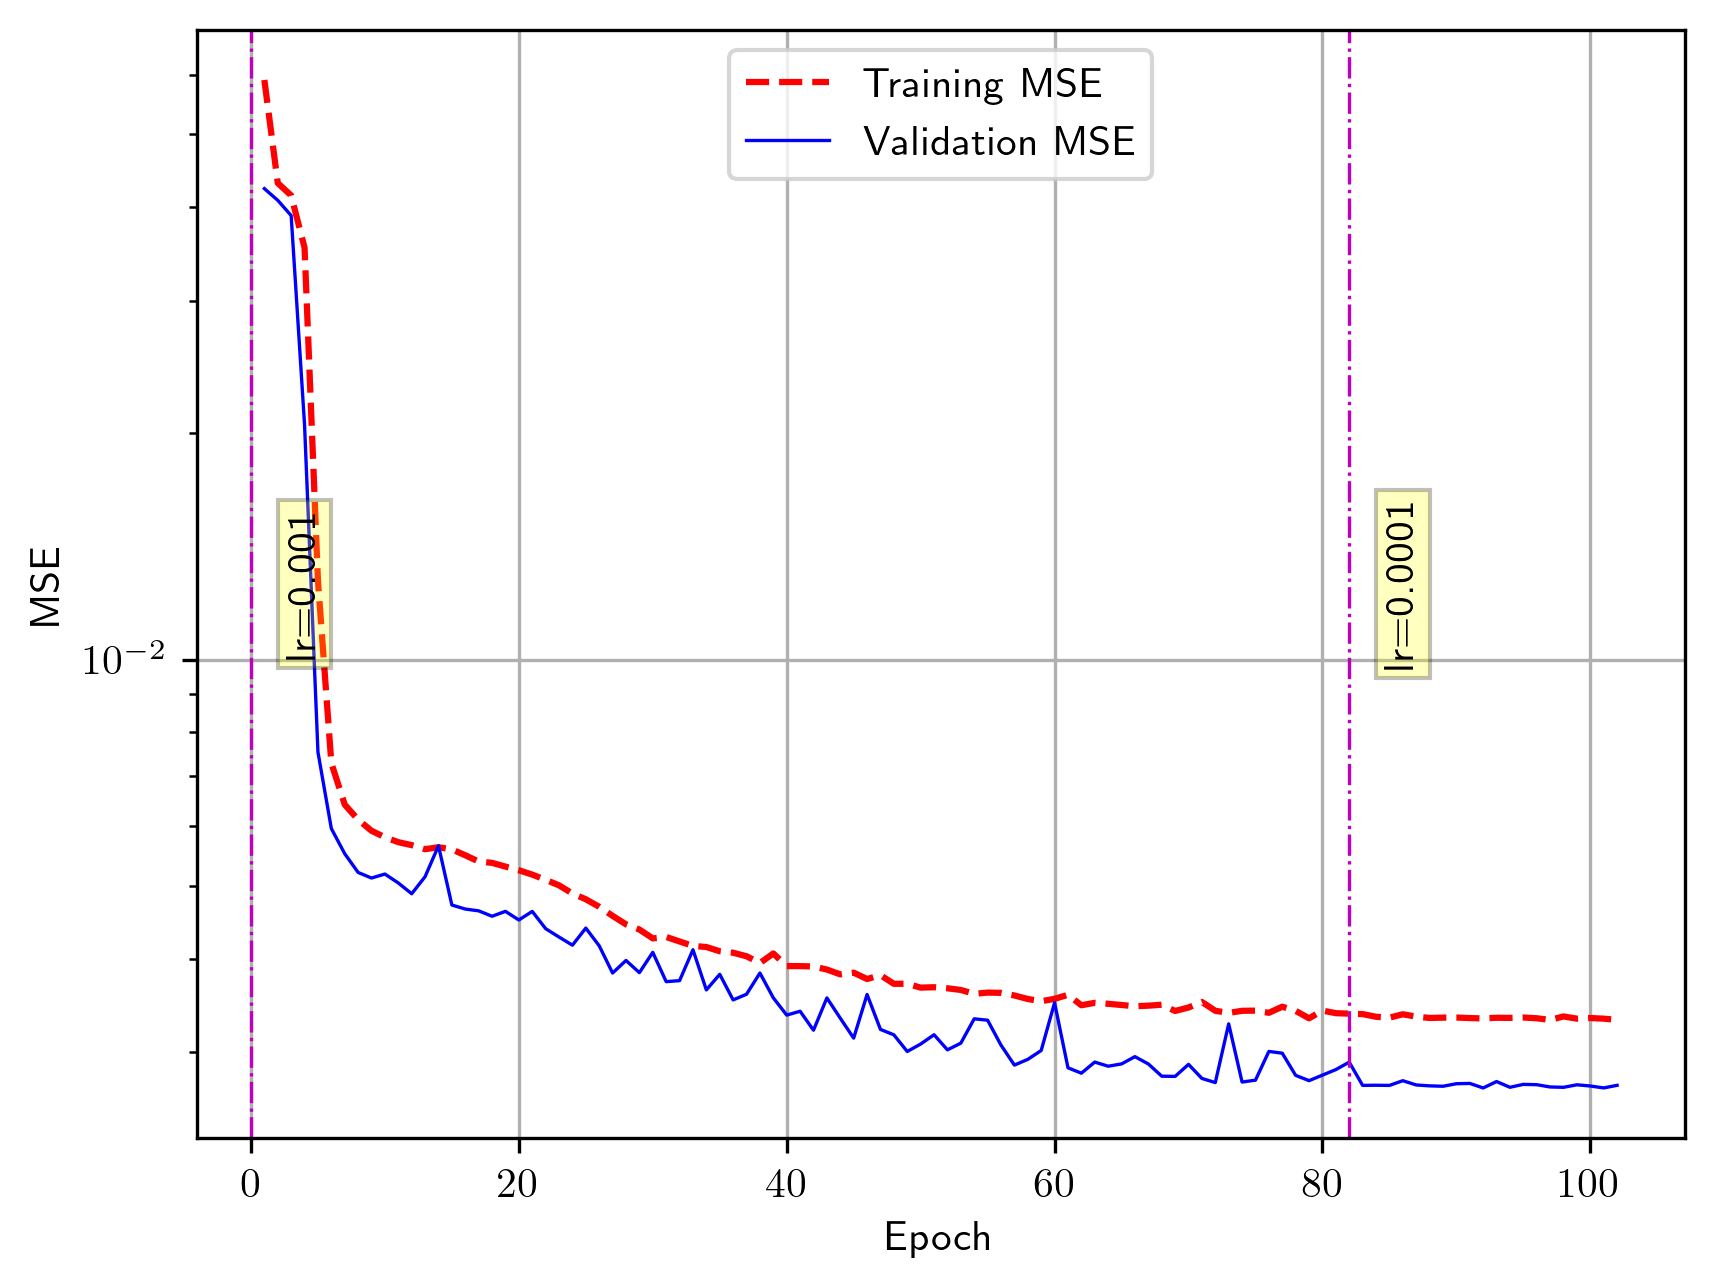 Training MSE
Validation MSE
lr=0.001
lr=0.0001
MSE
10⁻²
0 20 40 60 80 100
Epoch